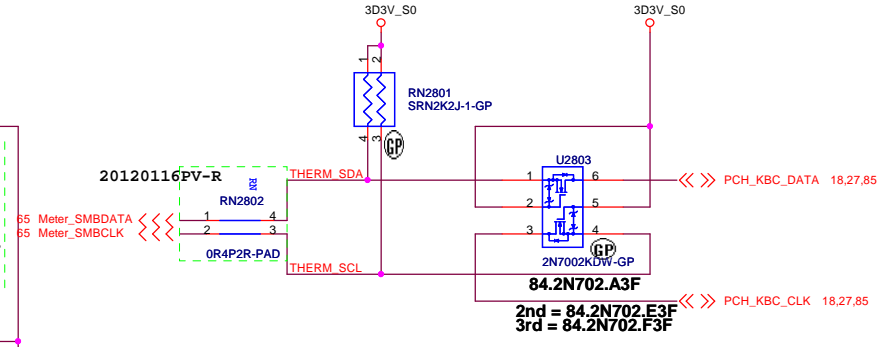 3D3V_S0
3D3V_S0
1
2
RN2801
SRN2K2J-1-GP
4
3
GP
20120116PV-R
RN
RN2802
THERM_SDA
U2803
1
6
PCH_KBC_DATA 18,27,85
2
5
65 Meter_SMBDATA
1
4
65 Meter_SMBCLK
2
3
3
4
0R4P2R-PAD
THERM_SCL
GP
2N7002KDW-GP
84.2N702.A3F
PCH_KBC_CLK 18,27,85
2nd = 84.2N702.E3F
3rd = 84.2N702.F3F